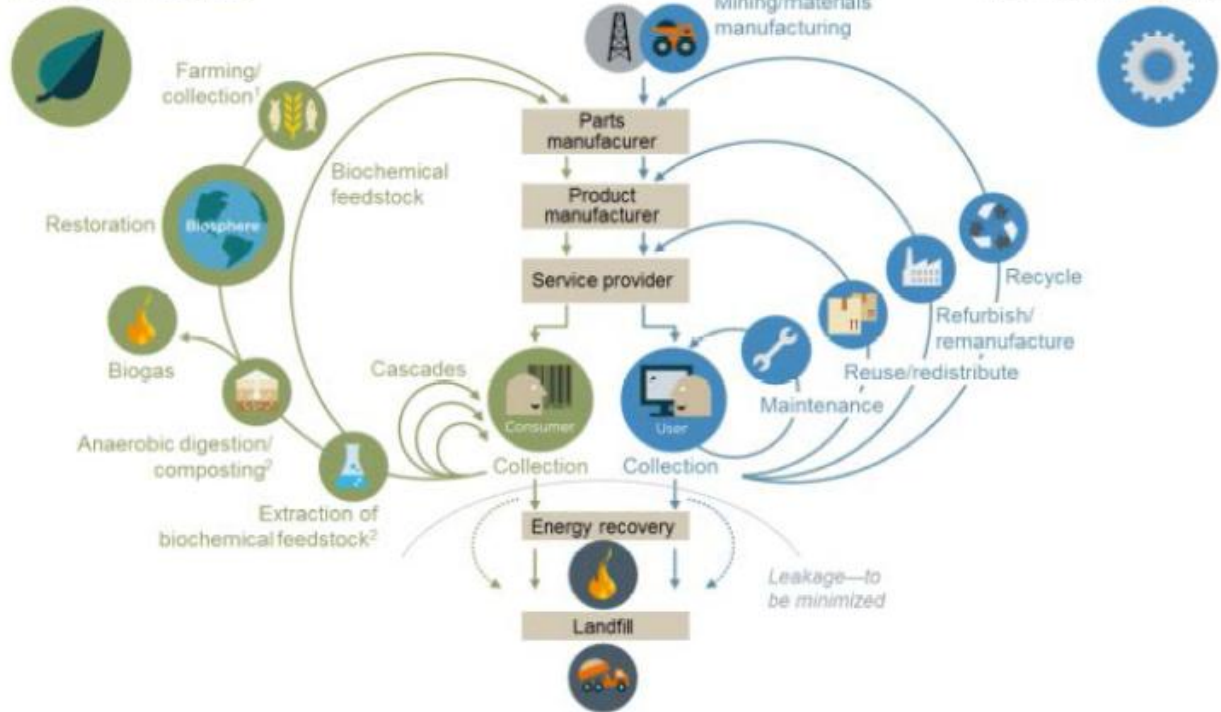 Mining/materials
manufacturing
Farming/
collection¹
Parts
manufacurer
Biochemical
feedstock
Product
manufacturer
Restoration
Biosphere
Service provider
Recycle
Refurbish/
remanufacture
Biogas
Cascades
Reuse/redistribute
Maintenance
Consumer
User
Anaerobic digestion/
composting²
Collection
Collection
Extraction of
biochemical feedstock²
Energy recovery
Leakage—to
be minimized
Landfill